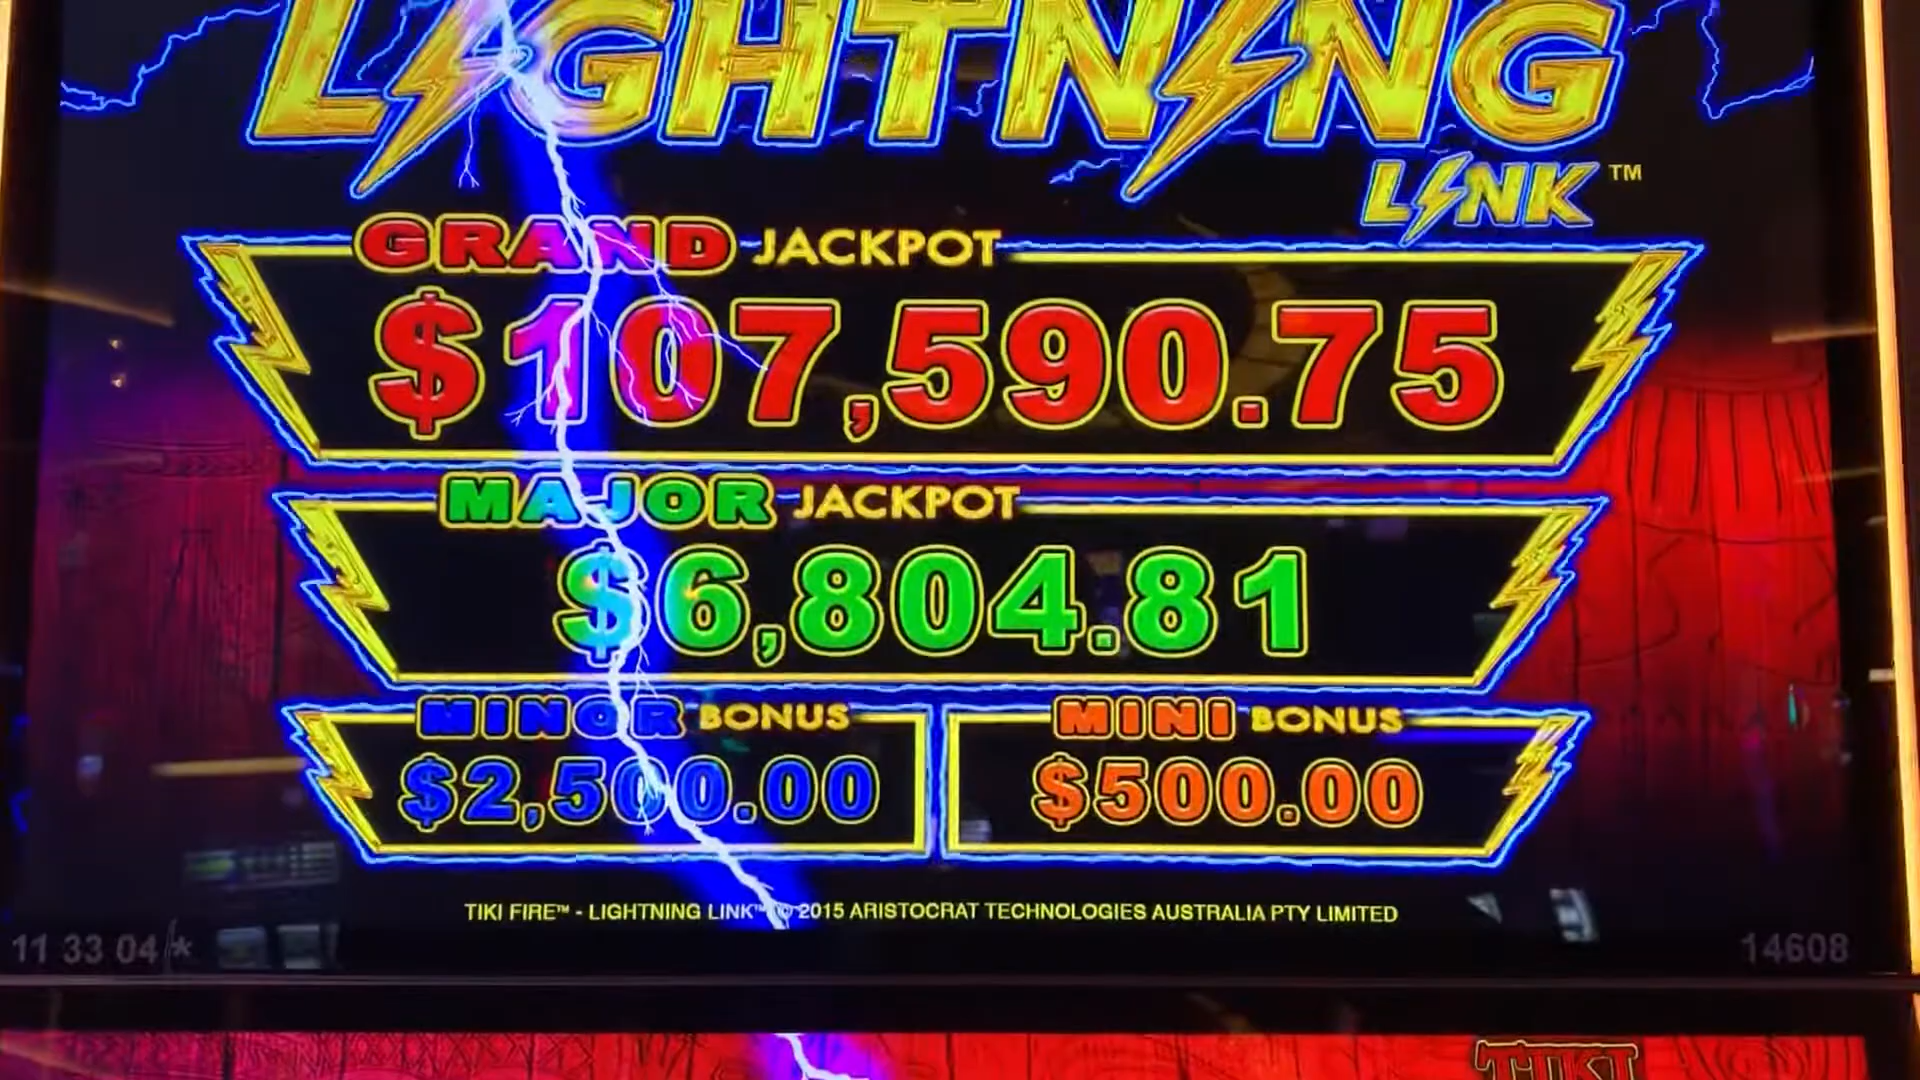 LIGHTNING
LINK™
GRAND JACKPOT
$107,590.75
MAJOR JACKPOT
$6,804.81
MINOR BONUS
$2,500.00
MINI BONUS
$500.00
TIKI FIRE™ - LIGHTNING LINK™ © 2015 ARISTOCRAT TECHNOLOGIES AUSTRALIA PTY LIMITED
11 33 04 *
14608
TIKI